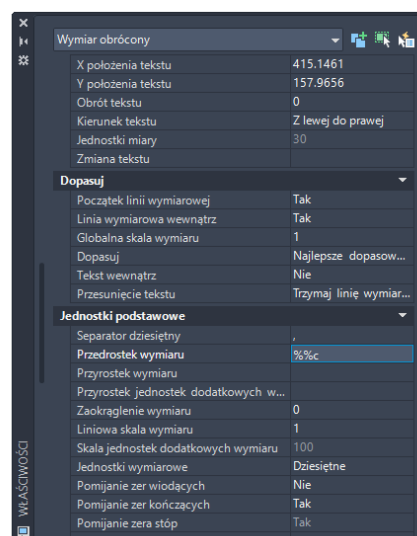 Wymiar obrócony
X położenia tekstu 415.1461
Y położenia tekstu 157.9656
Obrót tekstu 0
Kierunek tekstu Z lewej do prawej
Jednostki miary 30
Zmiana tekstu
Dopasuj
Początek linii wymiarowej Tak
Linia wymiarowa wewnątrz Tak
Globalna skala wymiaru 1
Dopasuj Najlepsze dopasow...
Tekst wewnątrz Nie
Przesunięcie tekstu Trzymaj linię wymiar...
Jednostki podstawowe
Separator dziesiętny ,
Przedrostek wymiaru %%c
Przyrostek wymiaru
Przyrostek jednostek dodatkowych w...
Zaokrąglenie wymiaru 0
Liniowa skala wymiaru 1
Skala jednostek dodatkowych wymiaru 100
Jednostki wymiarowe Dziesiętne
Pomijanie zer wiodących Nie
Pomijanie zer kończących Tak
Pomijanie zera stóp Tak
WŁAŚCIWOŚCI